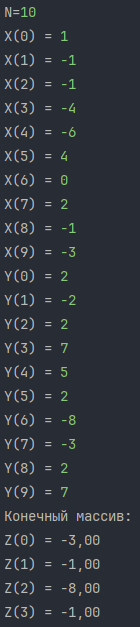 N=10
X(0) = 1
X(1) = -1
X(2) = -1
X(3) = -4
X(4) = -6
X(5) = 4
X(6) = 0
X(7) = 2
X(8) = -1
X(9) = -3
Y(0) = 2
Y(1) = -2
Y(2) = 2
Y(3) = 7
Y(4) = 5
Y(5) = 2
Y(6) = -8
Y(7) = -3
Y(8) = 2
Y(9) = 7
Конечный массив:
Z(0) = -3,00
Z(1) = -1,00
Z(2) = -8,00
Z(3) = -1,00